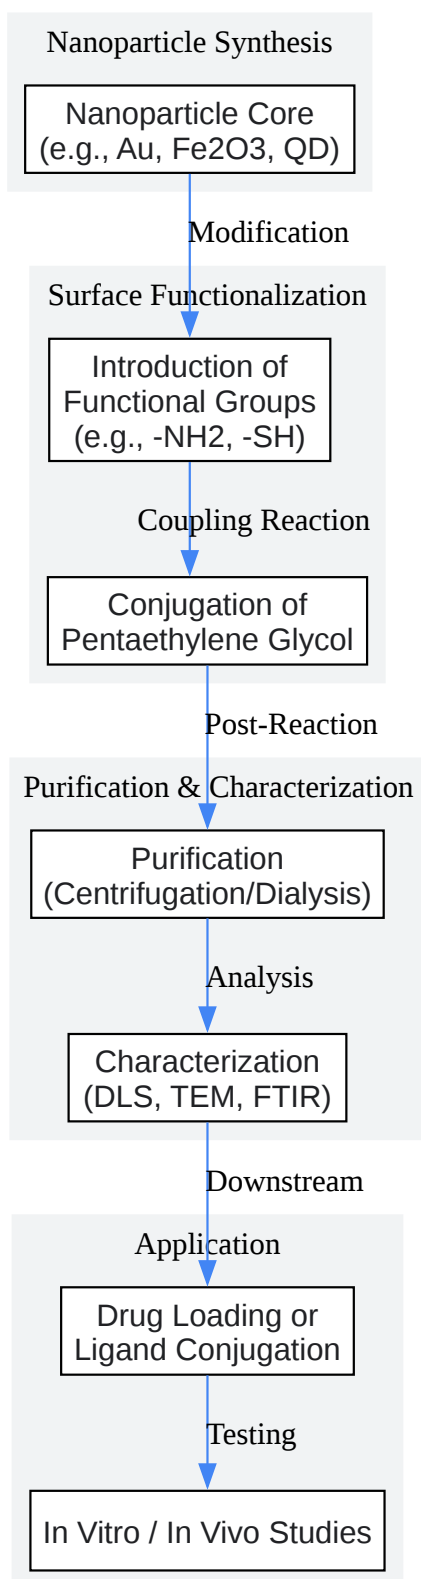 Nanoparticle Synthesis
Nanoparticle Core
(e.g., Au, Fe2O3, QD)
Modification
Surface Functionalization
Introduction of
Functional Groups
(e.g., -NH2, -SH)
Coupling Reaction
Conjugation of
Pentaethylene Glycol
Post-Reaction
Purification & Characterization
Purification
(Centrifugation/Dialysis)
Analysis
Characterization
(DLS, TEM, FTIR)
Downstream
Application
Drug Loading or
Ligand Conjugation
Testing
In Vitro / In Vivo Studies